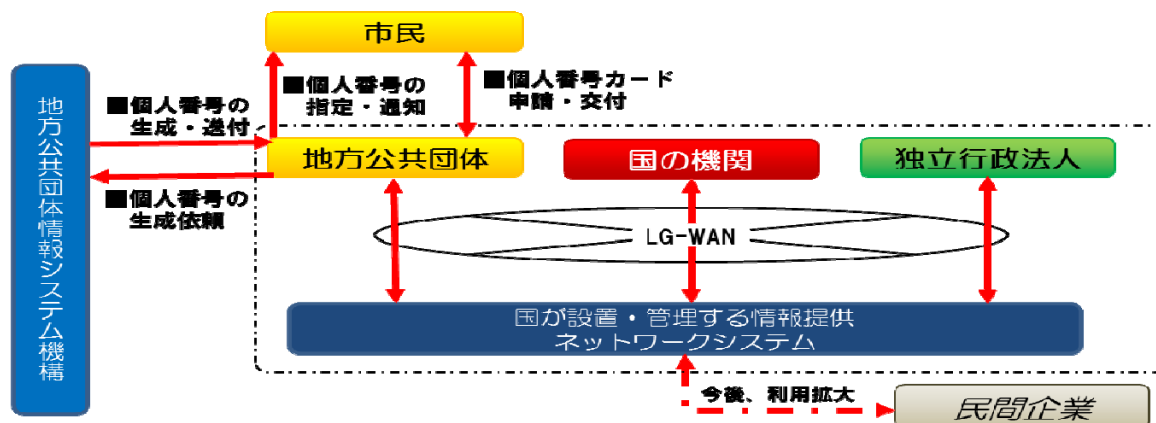 市民
■個人番号の
指定・通知
■個人番号カード
申請・交付
■個人番号の
生成・送付
地方公共団体情報システム機構
地方公共団体
国の機関
独立行政法人
■個人番号の
生成依頼
LG-WAN
国が設置・管理する情報提供
ネットワークシステム
今後、利用拡大
民間企業